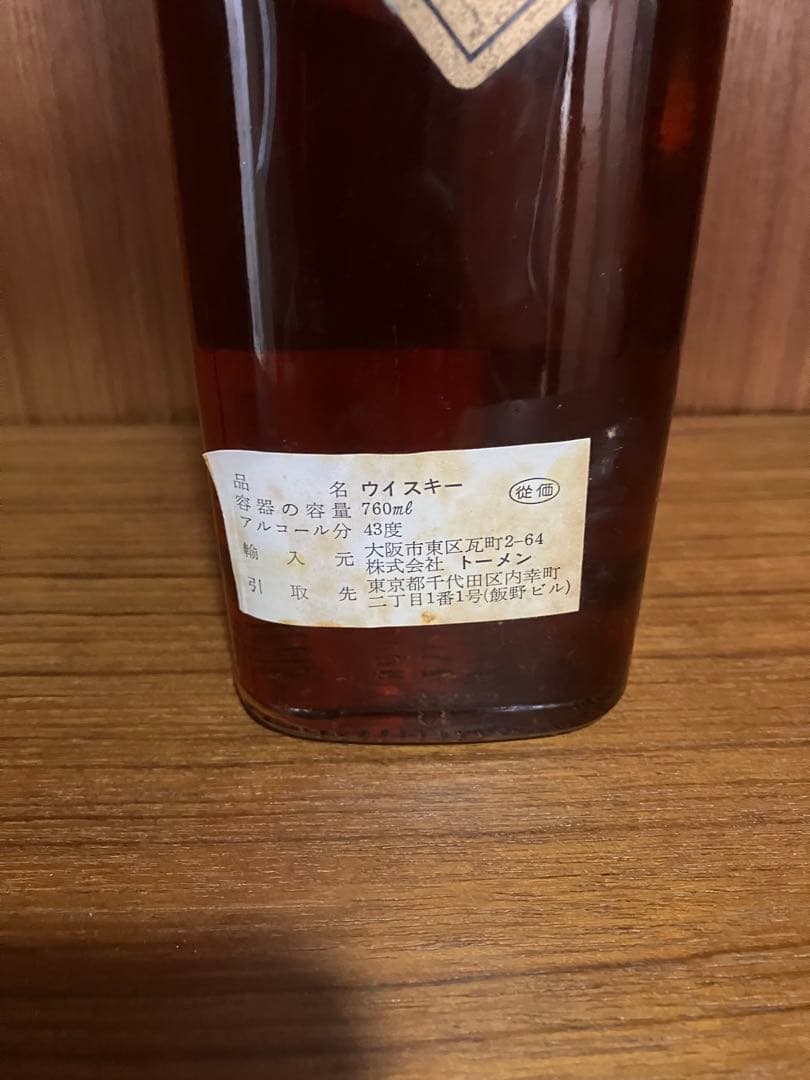 品名 ウイスキー 従価
容器の容量 760ml
アルコール分 43度
輸入元 大阪市東区瓦町2-64
株式会社 トーメン
引取先 東京都千代田区内幸町
二丁目1番1号(飯野ビル)